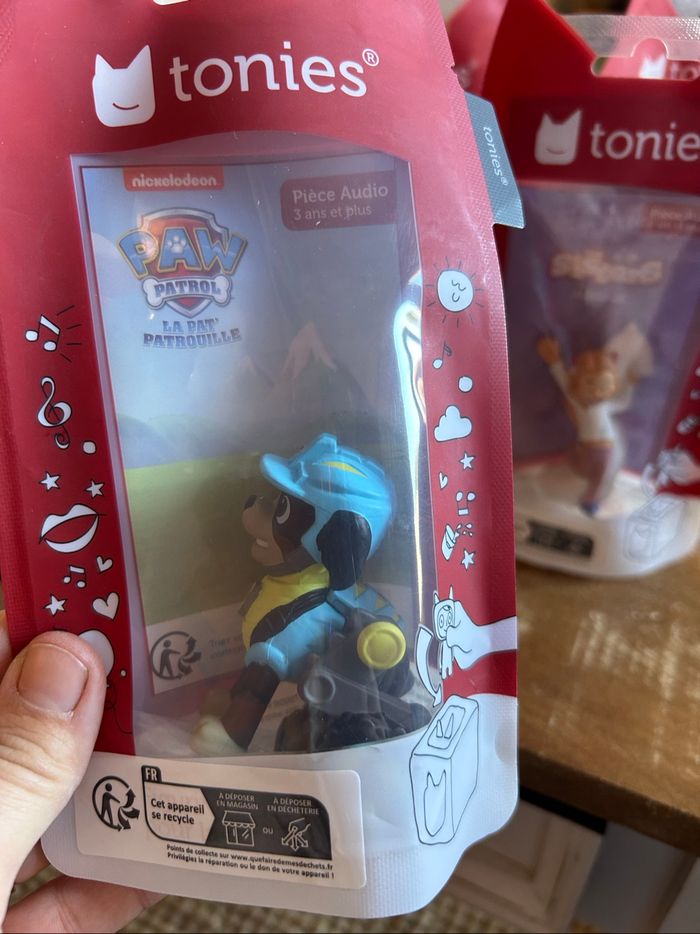 tonies®
nickelodeon
Pièce Audio
3 ans et plus
PAW
PATROL
LA PAT'
PATROUILLE
tonies®
tonie
FR
Cet appareil
se recycle
À DÉPOSER
EN MAGASIN
OU
À DÉPOSER
EN DÉCHÈTERIE
Points de collecte sur www.quefairedemesdechets.fr
Privilégiez la réparation ou le don de votre appareil !